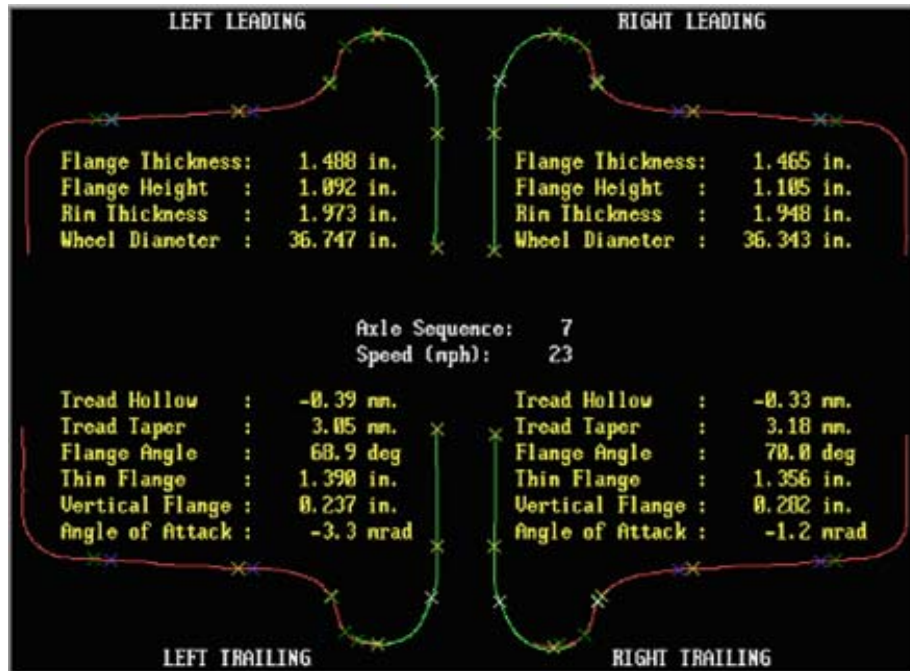 LEFT LEADING
RIGHT LEADING
Flange Thickness: 1.488 in.
Flange Height : 1.092 in.
Rim Thickness : 1.973 in.
Wheel Diameter : 36.747 in.
Flange Thickness: 1.465 in.
Flange Height : 1.105 in.
Rim Thickness : 1.948 in.
Wheel Diameter : 36.343 in.
Axle Sequence: 7
Speed (mph): 23
Tread Hollow : -0.39 mm.
Tread Taper : 3.05 mm.
Flange Angle : 68.9 deg
Thin Flange : 1.390 in.
Vertical Flange : 0.237 in.
Angle of Attack : -3.3 mrad
Tread Hollow : -0.33 mm.
Tread Taper : 3.18 mm.
Flange Angle : 70.0 deg
Thin Flange : 1.356 in.
Vertical Flange : 0.282 in.
Angle of Attack : -1.2 mrad
LEFT TRAILING
RIGHT TRAILING